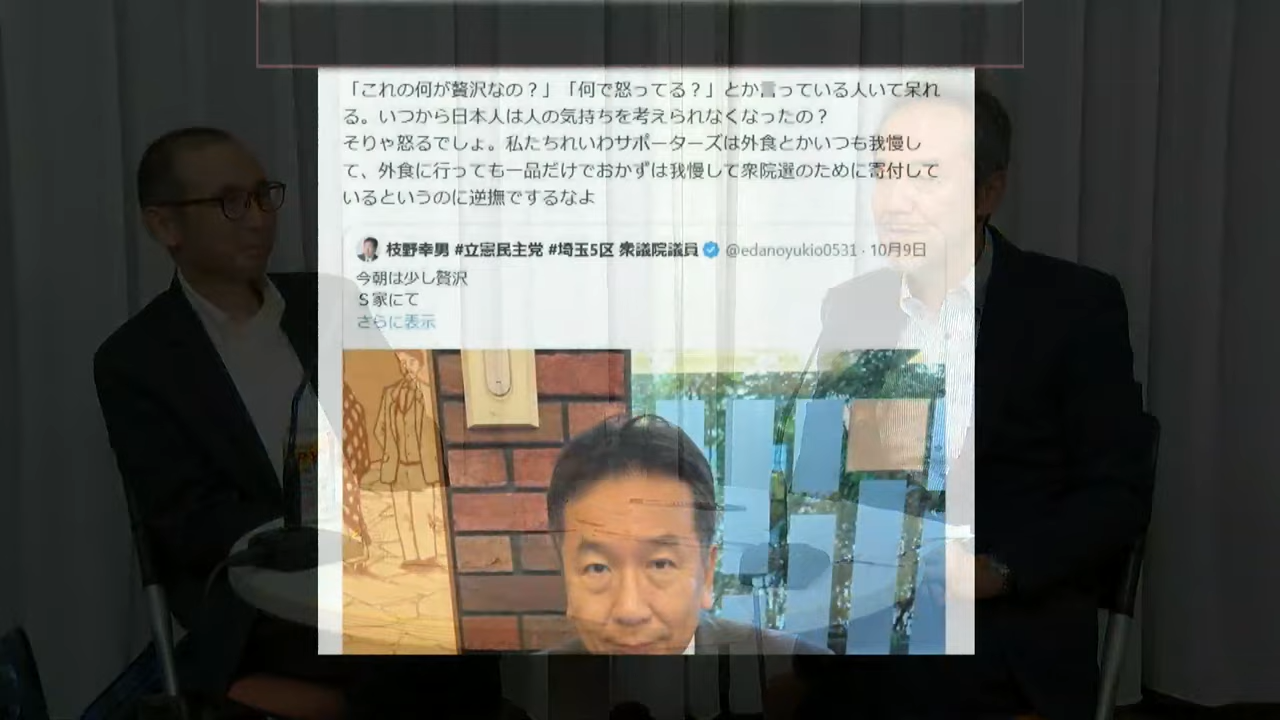 「これの何が贅沢なの？」「何で怒ってる？」とか言っている人いて呆れ
る。いつから日本人は人の気持ちを考えられなくなったの？
そりゃ怒るでしょ。私たちれいわサポーターズは外食とかいつも我慢し
て、外食に行っても一品だけでおかずは我慢して衆院選のために寄付して
いるというのに逆撫でするなよ
枝野幸男 #立憲民主党 #埼玉5区 衆議院議員 @edanoyukio0531 · 10月9日
今朝は少し贅沢
S家にて
さらに表示